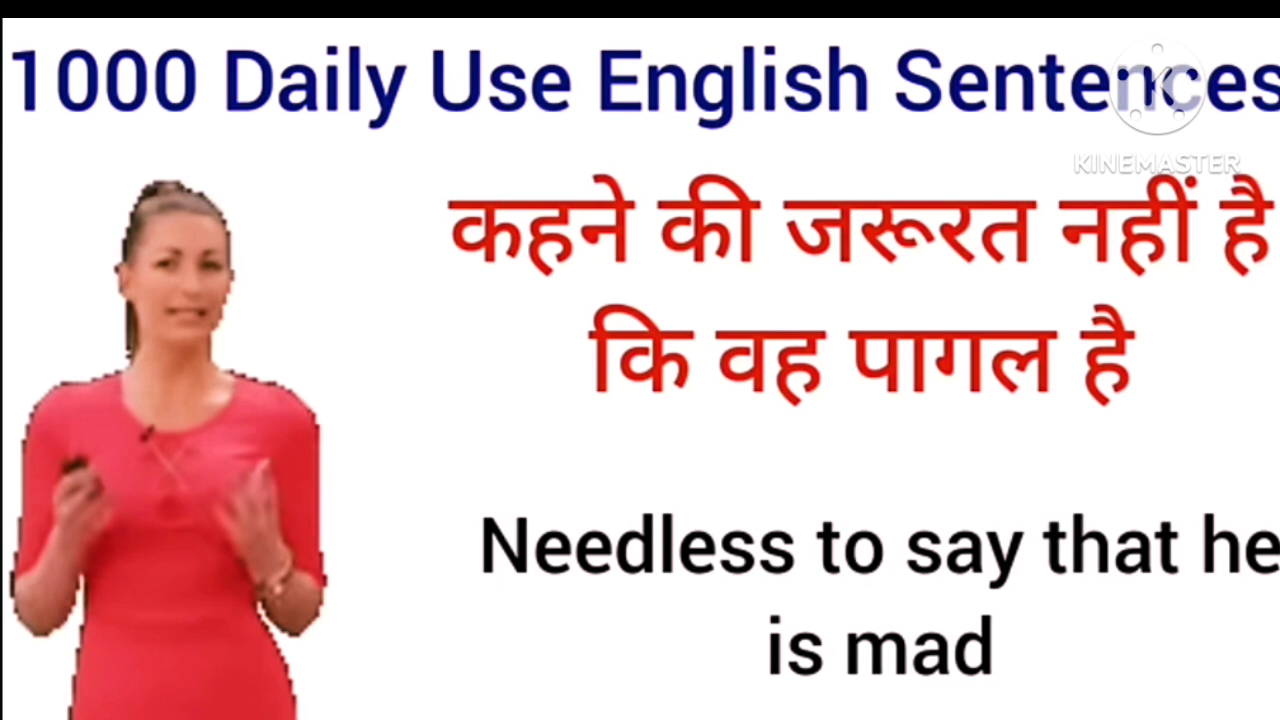 1000 Daily Use English Sentences
KINEMASTER
कहने की जरूरत नहीं है
कि वह पागल है
Needless to say that he
is mad